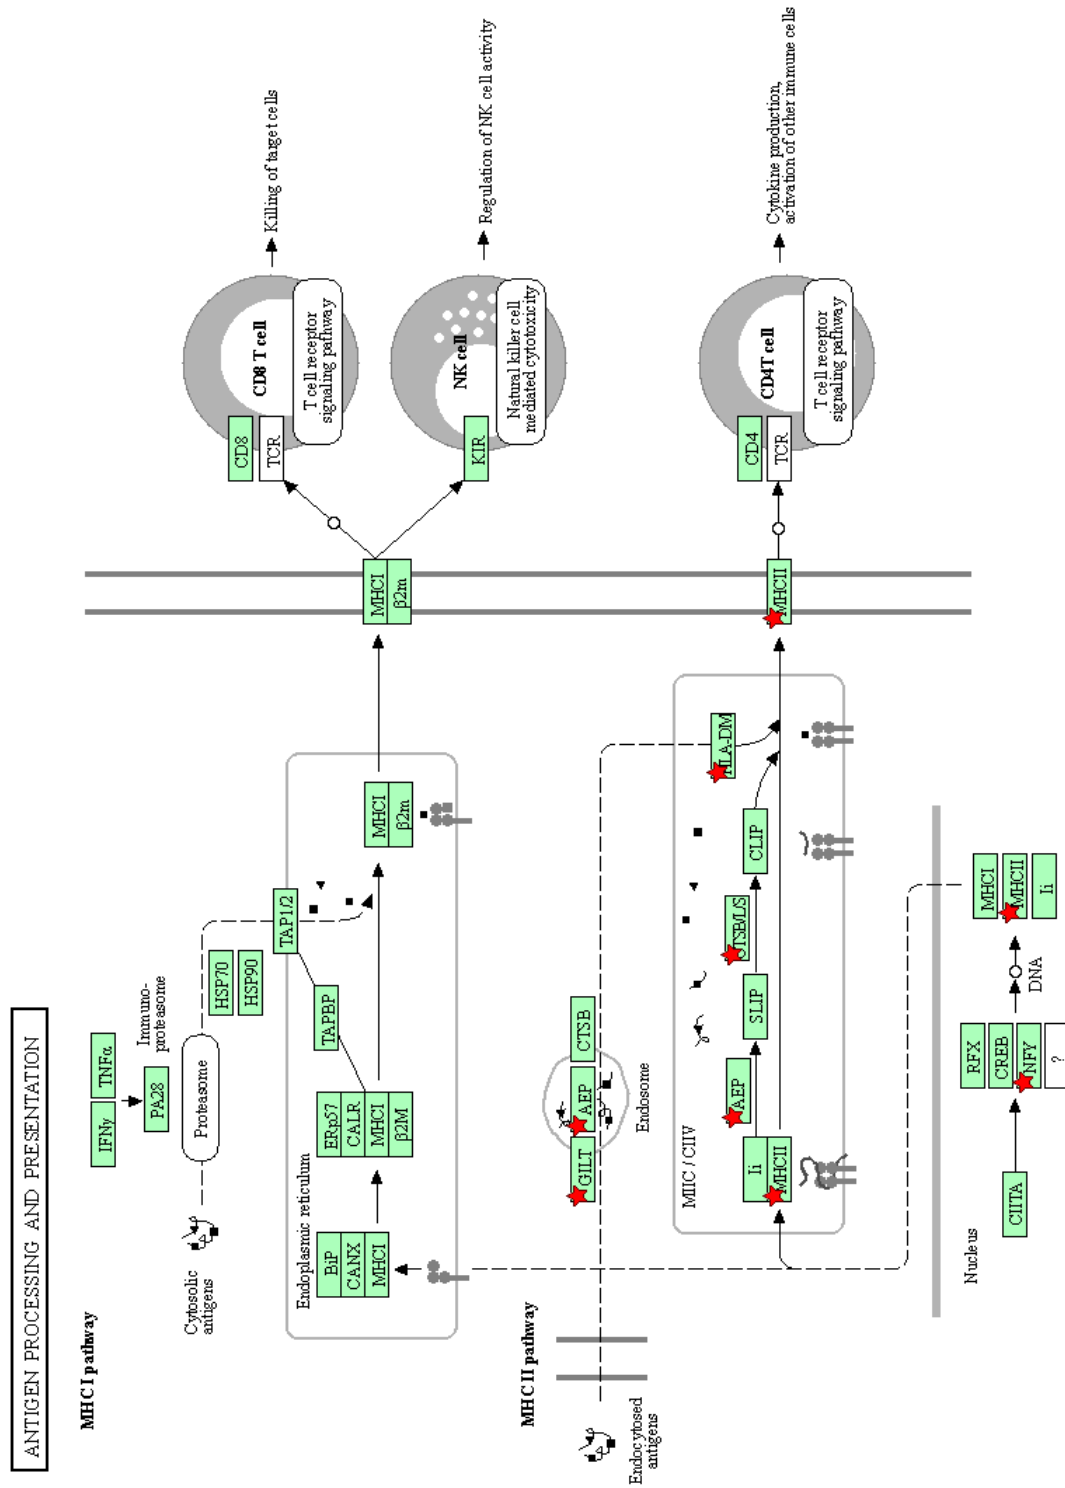 ANTIGEN PROCESSING AND PRESENTATION
MHC I pathway
Cytosolic
antigens
IFNγ
TNFα
PA28
Immuno-
proteasome
Proteasome
HSP70
HSP90
TAP1/2
TAPBP
Endoplasmic reticulum
BiP
CANX
MHCI
ERp57
CALR
MHCI
β2M
MHCI
β2m
MHCI
β2m
CD8
TCR
CD8 T cell
T cell receptor
signaling pathway
Killing of target cells
KIR
NK cell
Natural killer cell
mediated cytotoxicity
Regulation of NK cell activity
MHC II pathway
Endocytosed
antigens
GILT
AEP
CTSB
Endosome
MIIC / CIIV
Ii
MHCII
AEP
SLIP
CTSB/L/S
CLIP
HLA-DM
MHCII
CD4
TCR
CD4T cell
T cell receptor
signaling pathway
Cytokine production,
activation of other immune cells
Nucleus
CIITA
RFX
CREB
NFY
?
DNA
MHCI
MHCII
Ii